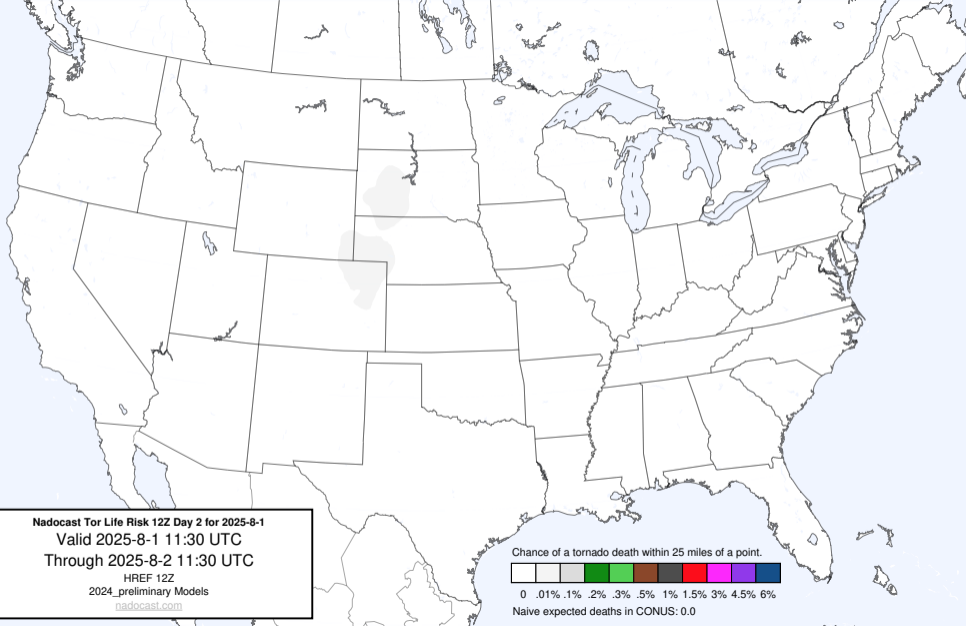 Nadocast Tor Life Risk 12Z Day 2 for 2025-8-1
Valid 2025-8-1 11:30 UTC
Through 2025-8-2 11:30 UTC
HREF 12Z
2024_preliminary Models
nadocast.com
Chance of a tornado death within 25 miles of a point.
0 .01% .1% .2% .3% .5% 1% 1.5% 3% 4.5% 6%
Naive expected deaths in CONUS: 0.0